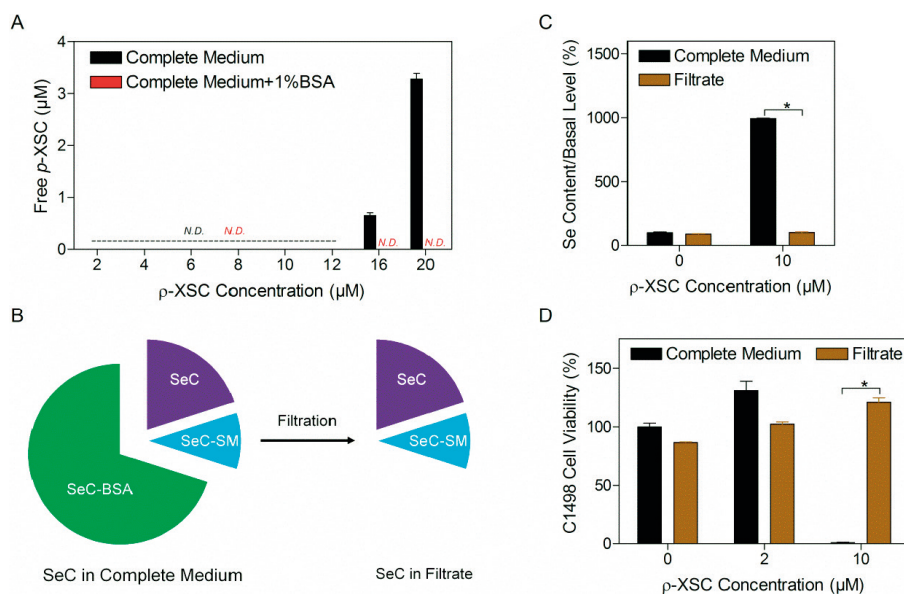 A
Free p-XSC (µM)
4
3
2
1
0
Complete Medium
Complete Medium+1%BSA
N.D. N.D. N.D. N.D.
2 4 6 8 10 12 16 20
ρ-XSC Concentration (µM)
B
SeC
SeC-SM
SeC-BSA
Filtration
SeC
SeC-SM
SeC in Complete Medium
SeC in Filtrate
C
Se Content/Basal Level (%)
1500
1000
500
0
Complete Medium
Filtrate
*
0 10
ρ-XSC Concentration (µM)
D
C1498 Cell Viability (%)
150
100
50
0
Complete Medium Filtrate
*
0 2 10
ρ-XSC Concentration (µM)